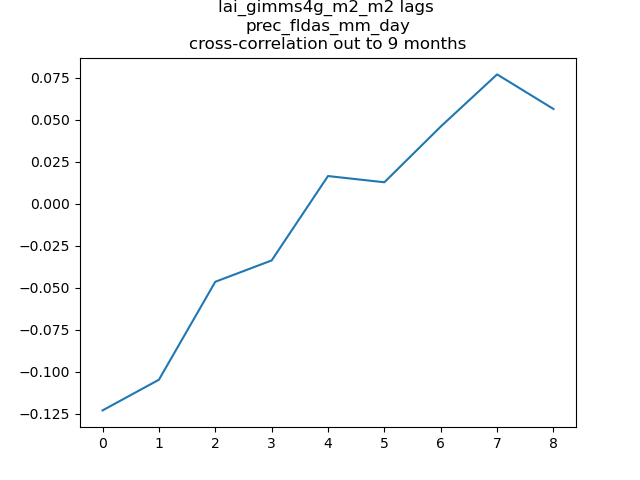 lai_gimms4g_m2_m2 lags
prec_fldas_mm_day
cross-correlation out to 9 months
0.075
0.050
0.025
0.000
−0.025
−0.050
−0.075
−0.100
−0.125
0 1 2 3 4 5 6 7 8